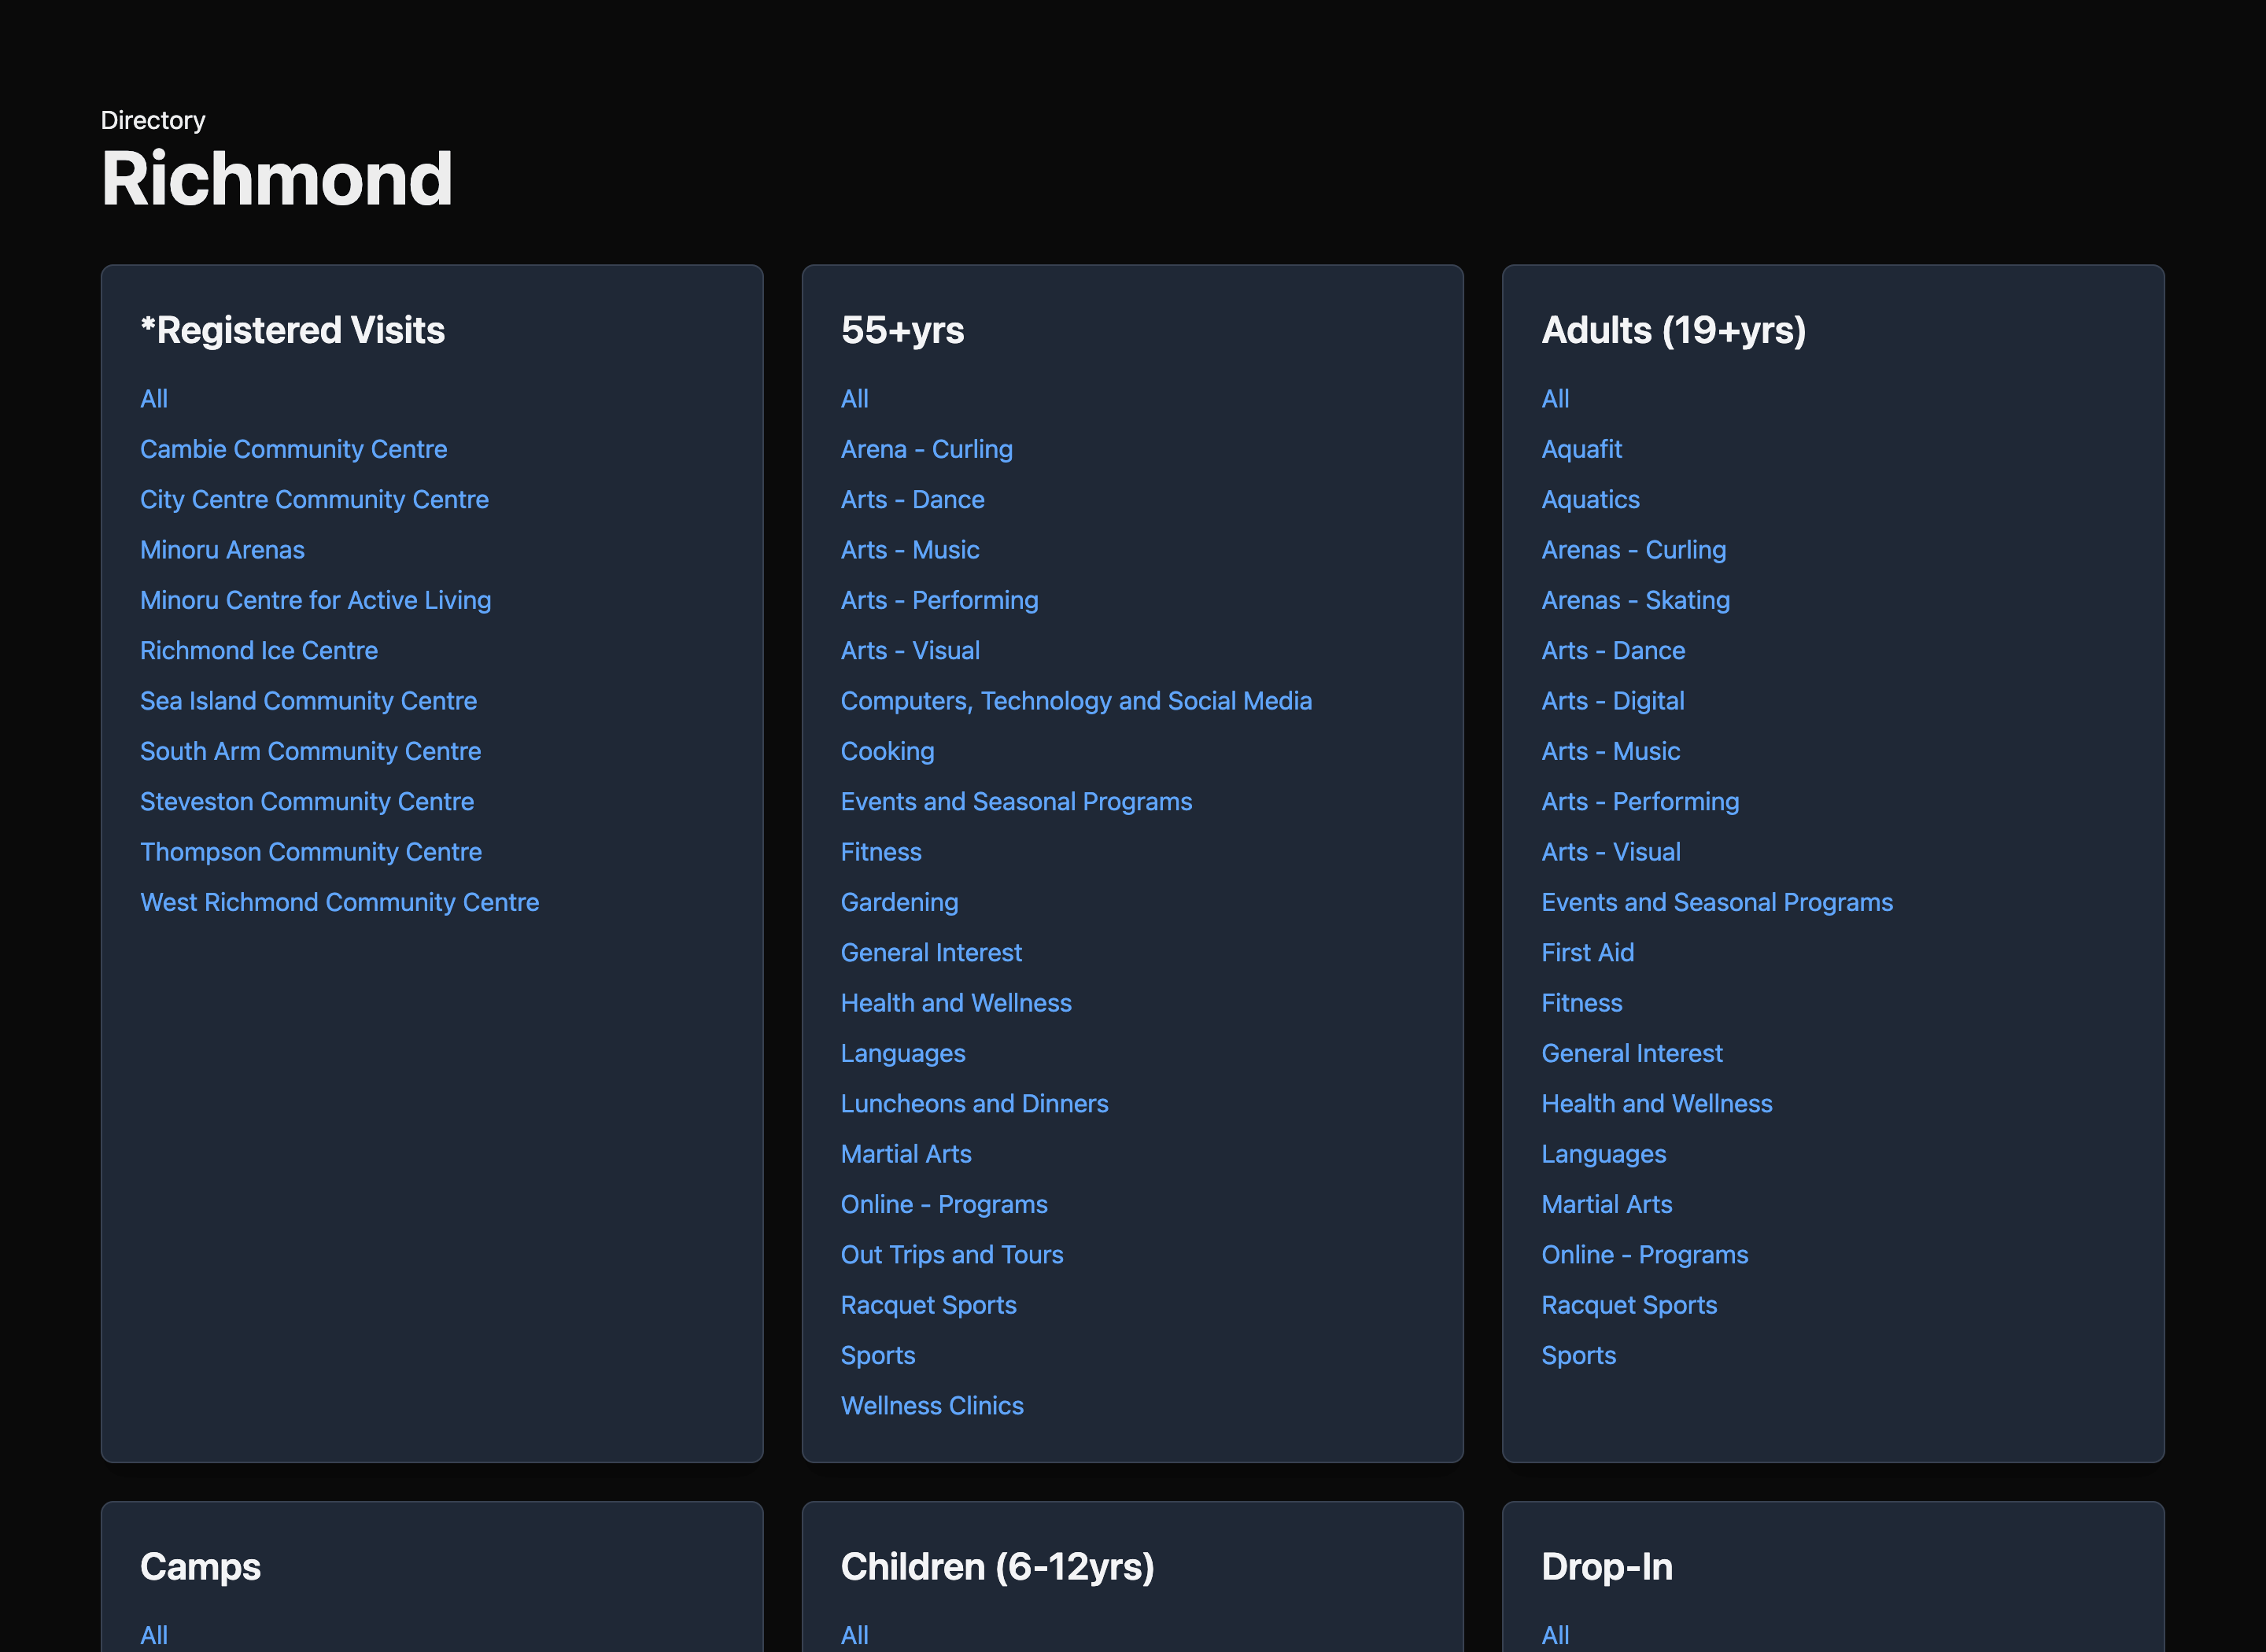 Directory
Richmond
*Registered Visits
All
Cambie Community Centre
City Centre Community Centre
Minoru Arenas
Minoru Centre for Active Living
Richmond Ice Centre
Sea Island Community Centre
South Arm Community Centre
Steveston Community Centre
Thompson Community Centre
West Richmond Community Centre
55+yrs
All
Arena - Curling
Arts - Dance
Arts - Music
Arts - Performing
Arts - Visual
Computers, Technology and Social Media
Cooking
Events and Seasonal Programs
Fitness
Gardening
General Interest
Health and Wellness
Languages
Luncheons and Dinners
Martial Arts
Online - Programs
Out Trips and Tours
Racquet Sports
Sports
Wellness Clinics
Adults (19+yrs)
All
Aquafit
Aquatics
Arenas - Curling
Arenas - Skating
Arts - Dance
Arts - Digital
Arts - Music
Arts - Performing
Arts - Visual
Events and Seasonal Programs
First Aid
Fitness
General Interest
Health and Wellness
Languages
Martial Arts
Online - Programs
Racquet Sports
Sports
Camps
All
Children (6-12yrs)
All
Drop-In
All